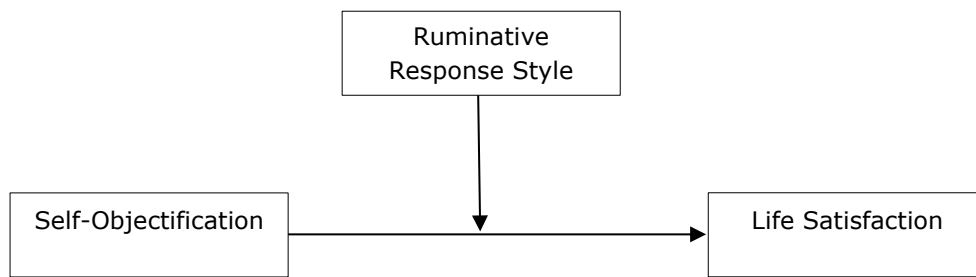 Ruminative
Response Style
Self-Objectification
Life Satisfaction